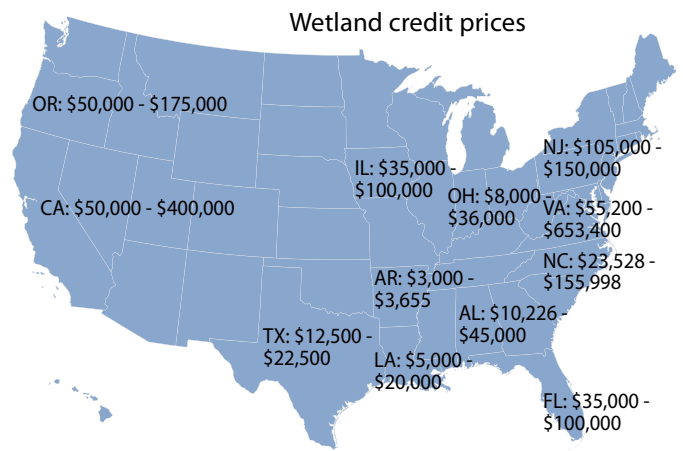 Wetland credit prices
OR: $50,000 - $175,000
NJ: $105,000 -
$150,000
IL: $35,000 -
$100,000
OH: $8,000 -
$36,000
CA: $50,000 - $400,000
VA: $55,200 -
$653,400
NC: $23,528 -
$155,998
AR: $3,000 -
$3,655
AL: $10,226 -
$45,000
TX: $12,500 -
$22,500
LA: $5,000 -
$20,000
FL: $35,000 -
$100,000